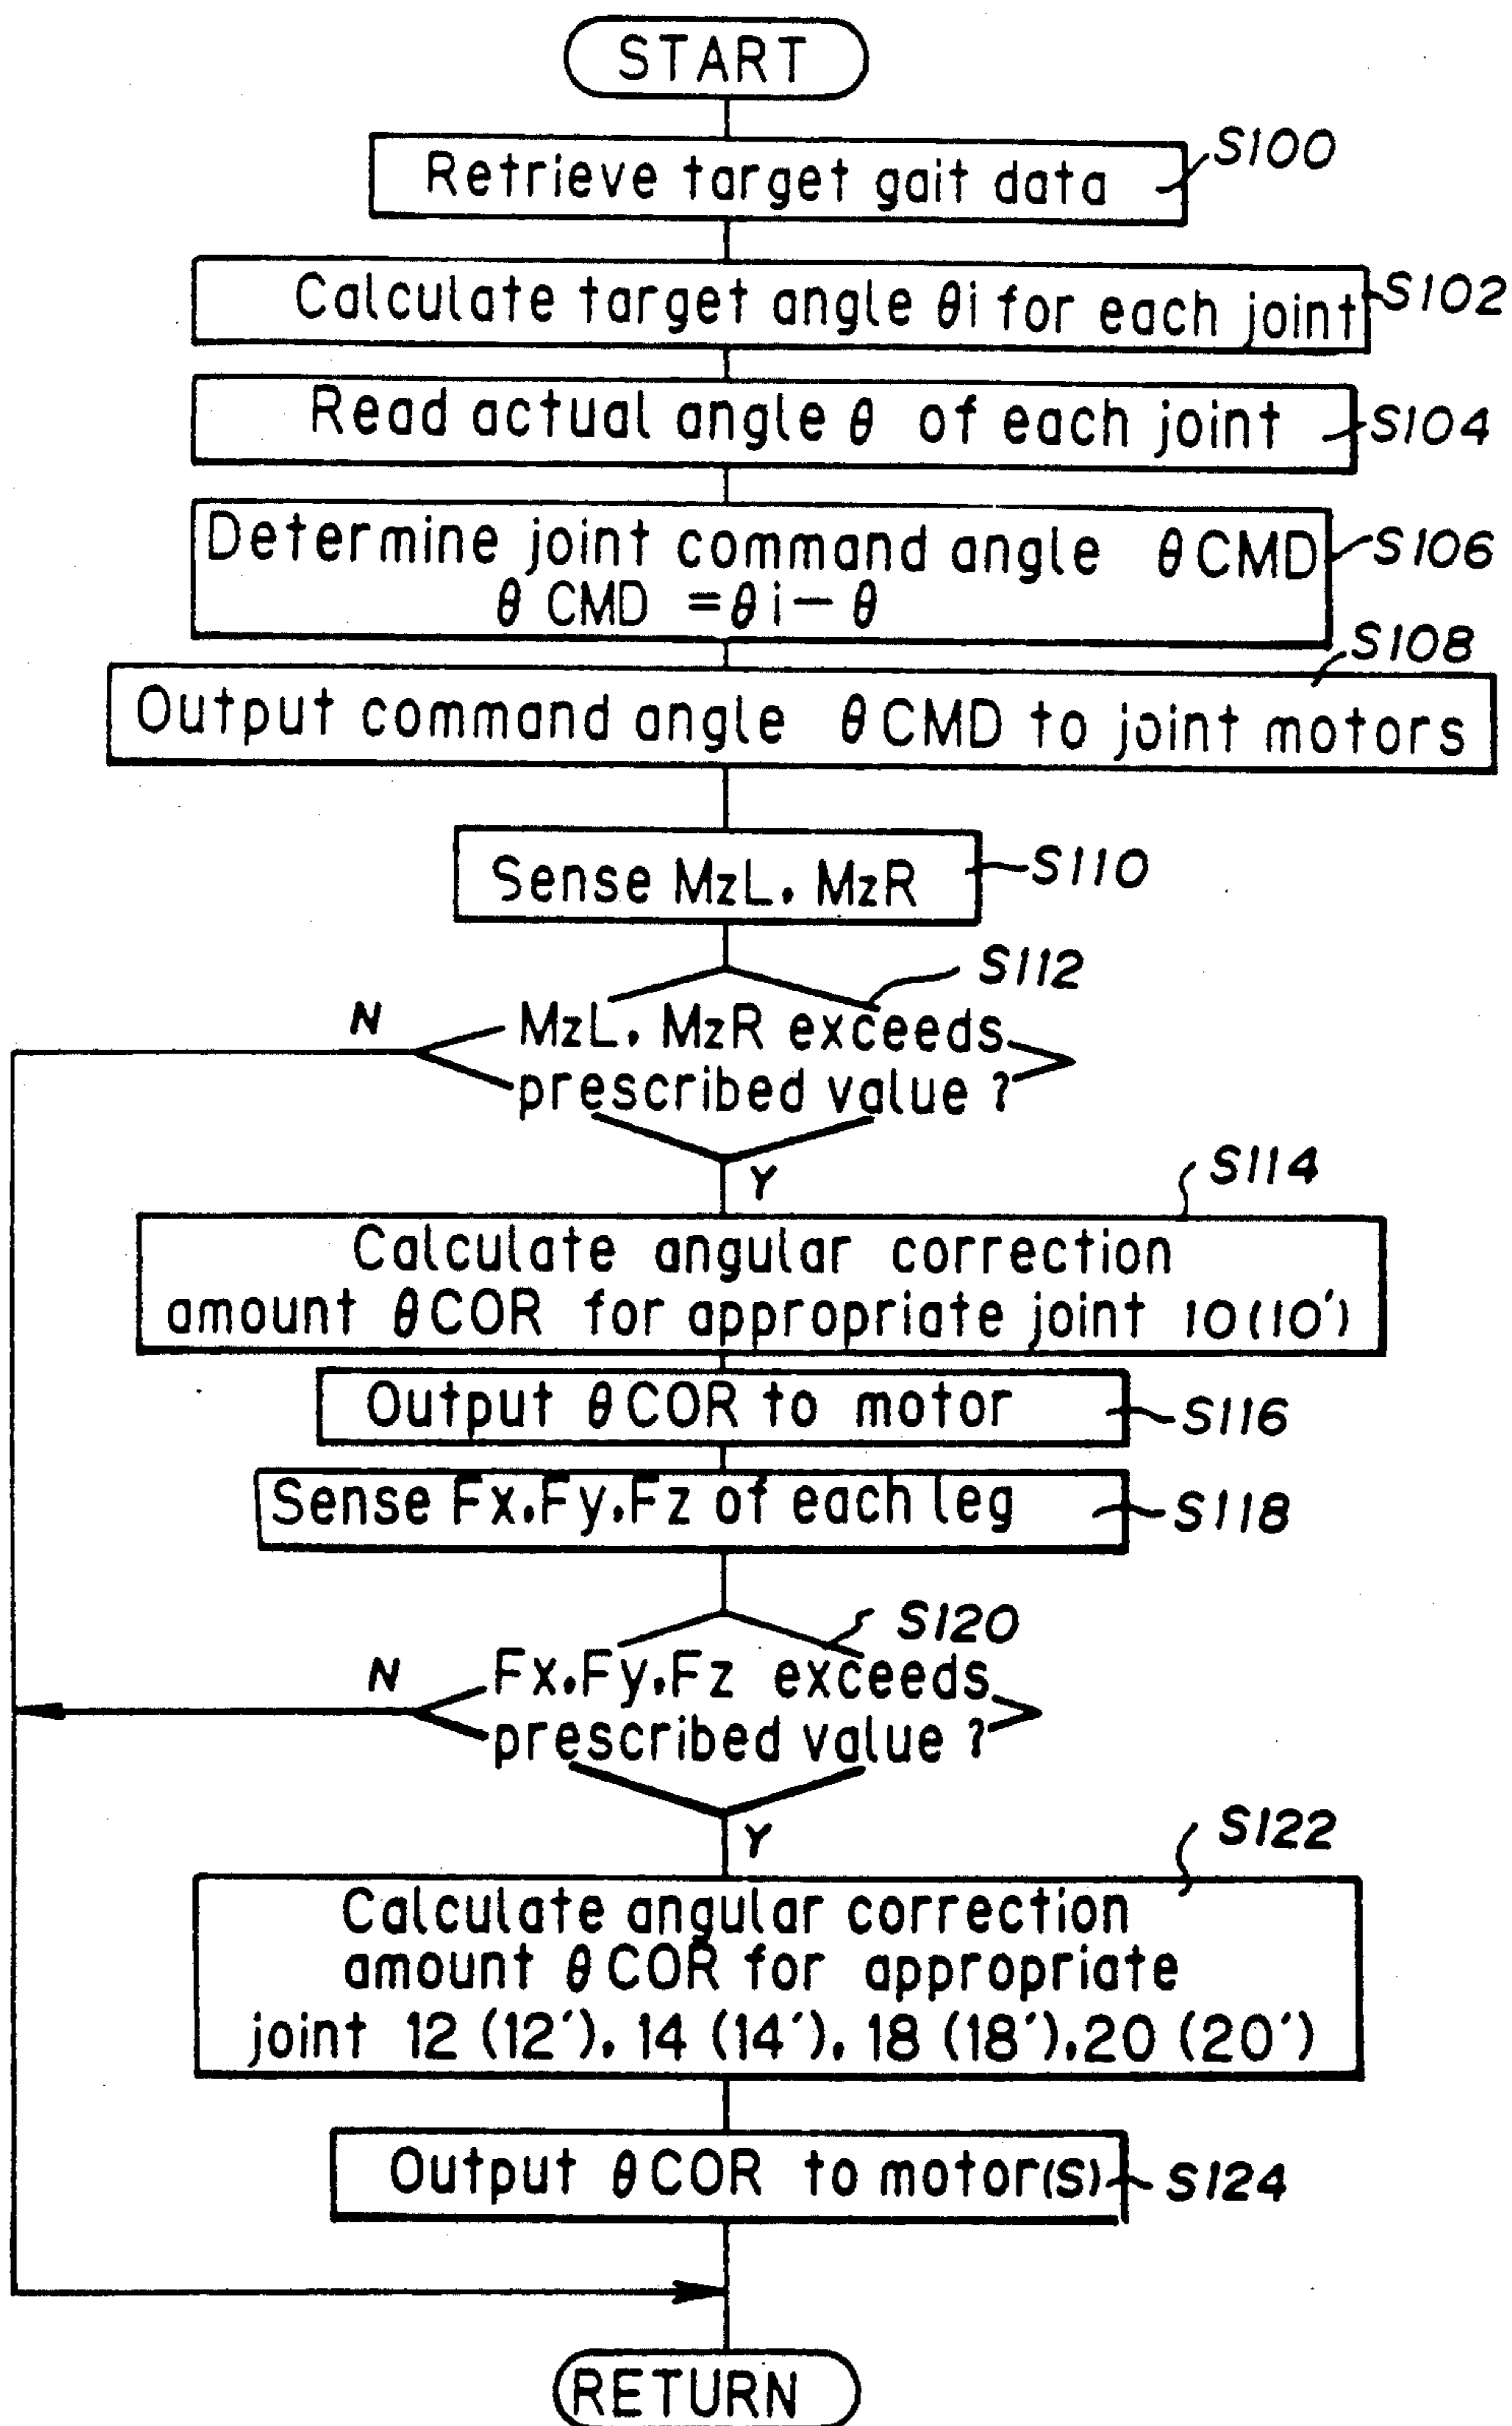 START
Retrieve target gait data
S100
Calculate target angle θi for each joint
S102
Read actual angle θ of each joint
S104
Determine joint command angle θCMD
θ CMD =θi−θ
S106
S108
Output command angle θCMD to joint motors
Sense MzL. MzR
S110
S112
N
MzL. MzR exceeds
prescribed value ?
Y
S114
Calculate angular correction
amount θCOR for appropriate joint 10(10′)
Output θCOR to motor
S116
Sense Fx.Fy.Fz of each leg
S118
S120
N
Fx.Fy.Fz exceeds
prescribed value ?
Y
S122
Calculate angular correction
amount θCOR for appropriate
joint 12 (12′). 14 (14′). 18 (18′).20 (20′)
Output θCOR to motor(s)
S124
RETURN